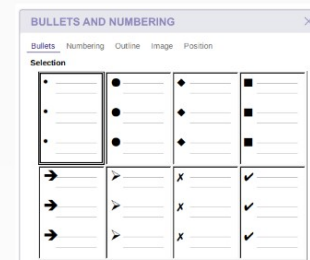 BULLETS AND NUMBERING
Bullets Numbering Outline Image Position
Selection